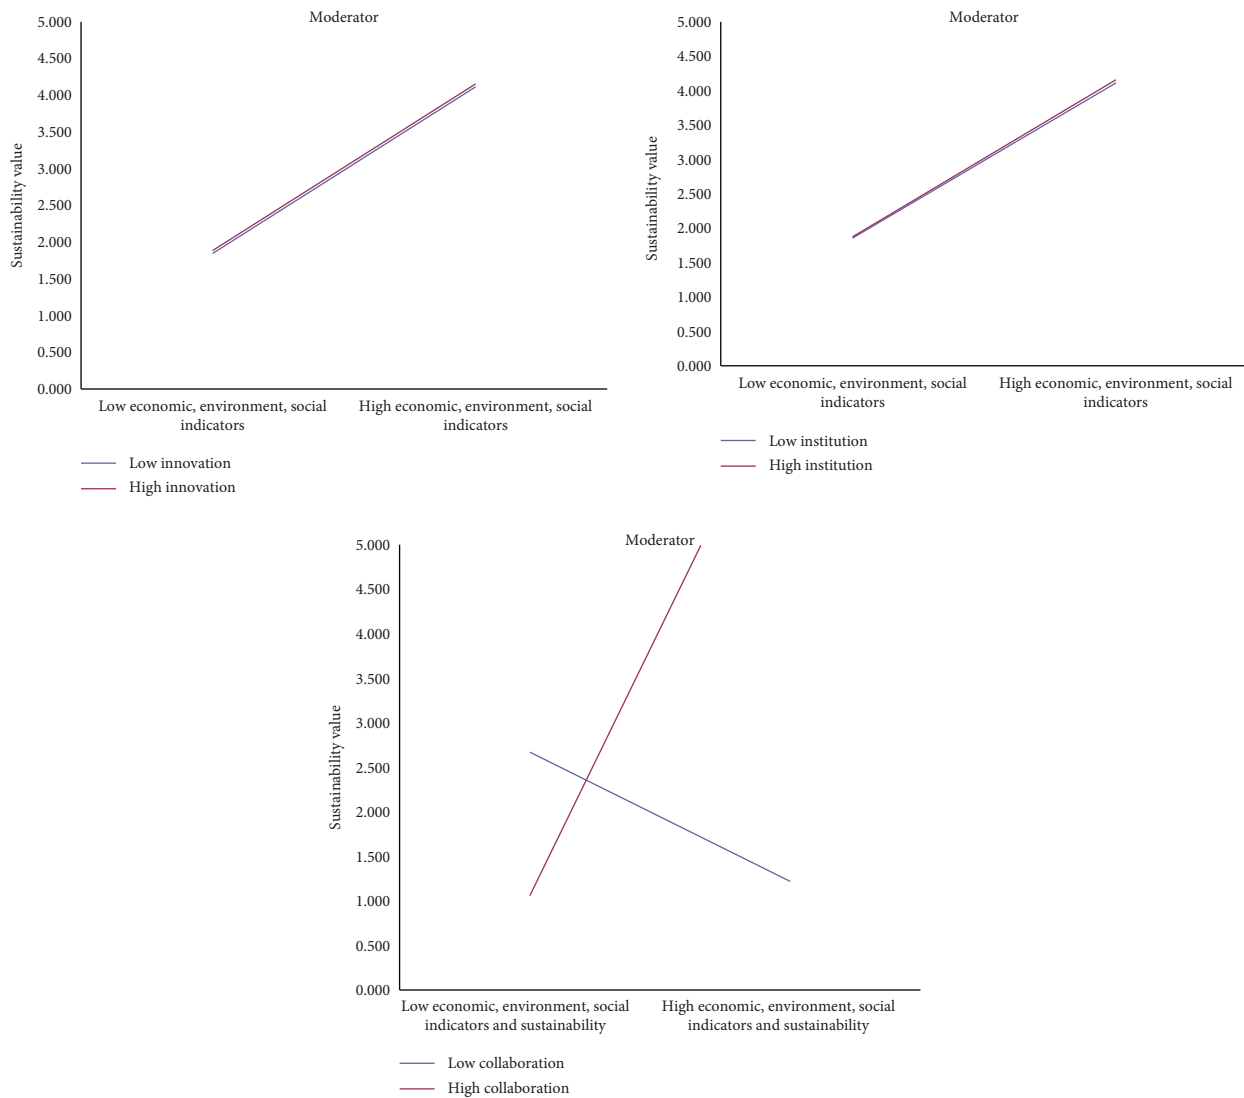 Moderator
5.000
4.500
4.000
3.500
3.000
2.500
2.000
1.500
1.000
0.500
0.000
Sustainability value
Low economic, environment, social
indicators
High economic, environment, social
indicators
Low innovation
High innovation
Moderator
5.000
4.500
4.000
3.500
3.000
2.500
2.000
1.500
1.000
0.500
0.000
Sustainability value
Low economic, environment, social
indicators
High economic, environment, social
indicators
Low institution
High institution
Moderator
5.000
4.500
4.000
3.500
3.000
2.500
2.000
1.500
1.000
0.500
0.000
Sustainability value
Low economic, environment, social
indicators and sustainability
High economic, environment, social
indicators and sustainability
Low collaboration
High collaboration